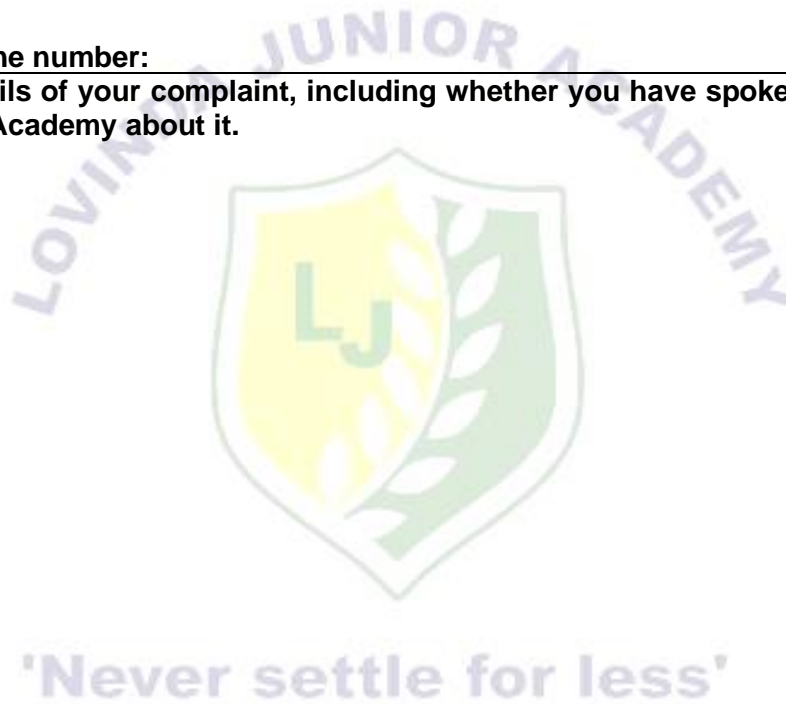 ne number:
ils of your complaint, including whether you have spoke
Academy about it.
LOVINDA JUNIOR ACADEMY
LJ
'Never settle for less'